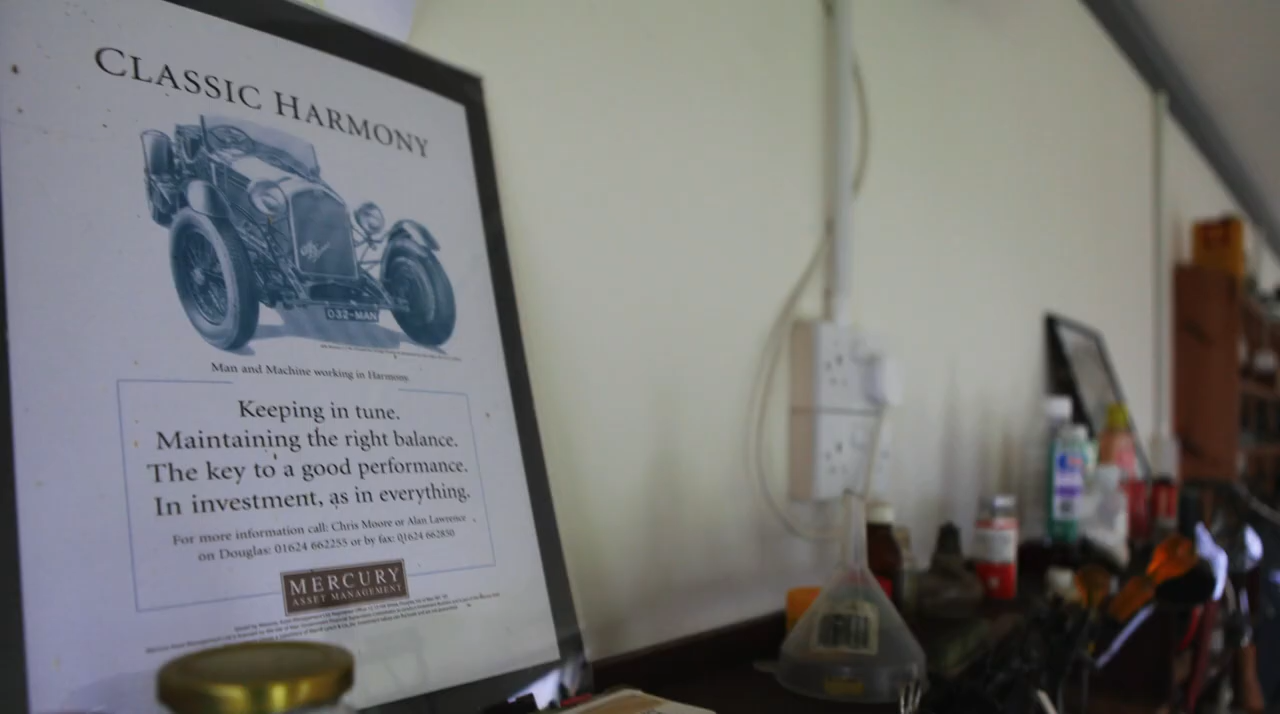 CLASSIC HARMONY
032-MAN
Man and Machine working in Harmony.
Keeping in tune.
Maintaining the right balance.
The key to a good performance.
In investment, as in everything.
For more information call: Chris Moore or Alan Lawrence
on Douglas: 01624 662255 or by fax: 01624 662850
MERCURY
ASSET MANAGEMENT